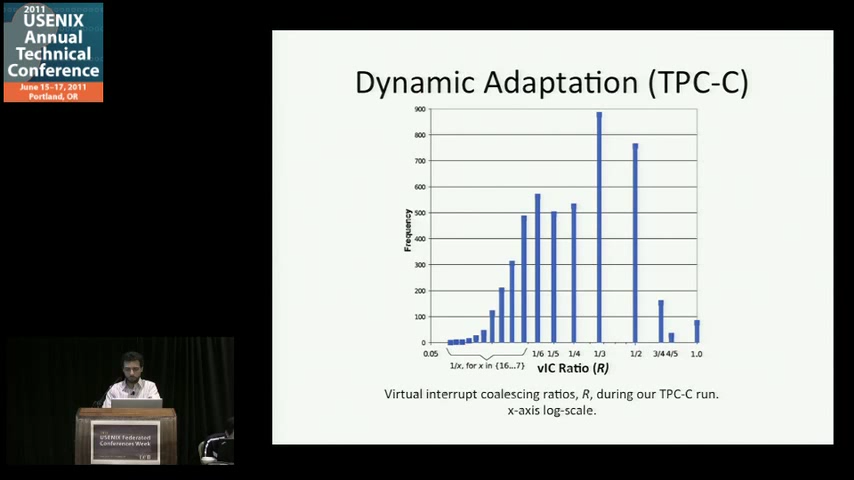 2011
USENIX
Annual
Technical
Conference
June 15–17, 2011
Portland, OR
Dynamic Adaptation (TPC-C)
900
800
700
600
500
400
300
200
100
0
Frequency
0.05
1/6 1/5 1/4 1/3 1/2 3/4 4/5 1.0
1/x, for x in {16...7}
vIC Ratio (R)
Virtual interrupt coalescing ratios, R, during our TPC-C run.
x-axis log-scale.
USENIX Federated
Conferences Week